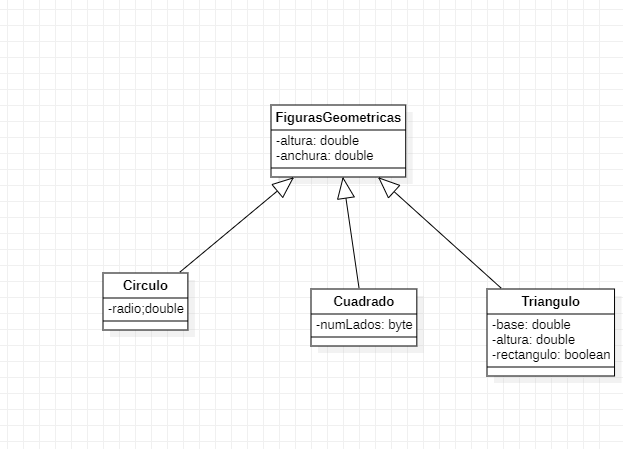 FigurasGeometricas
-altura: double
-anchura: double
Circulo
-radio;double
Cuadrado
-numLados: byte
Triangulo
-base: double
-altura: double
-rectangulo: boolean